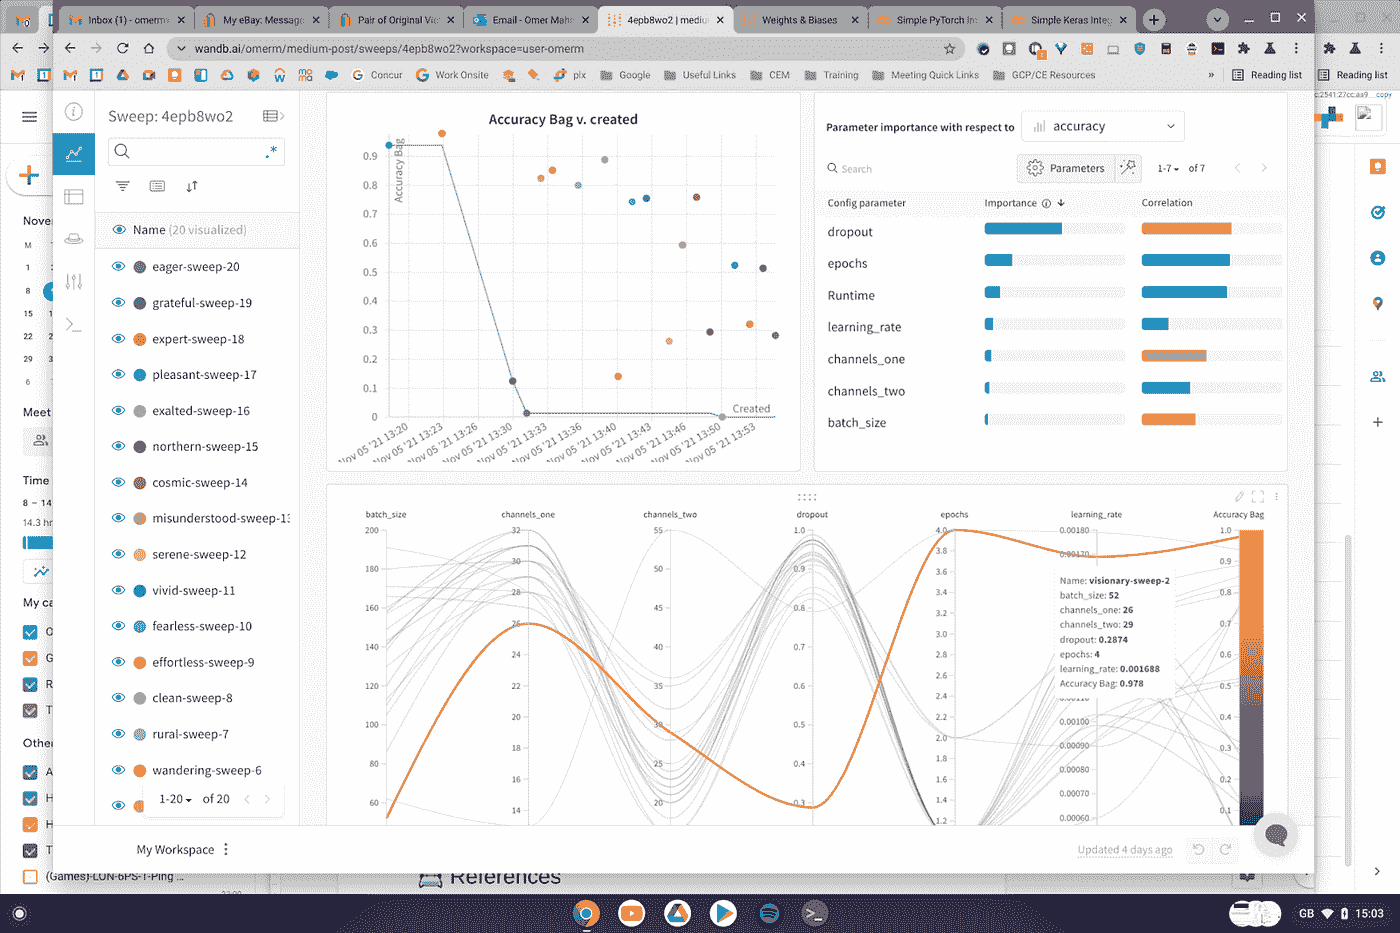 Inbox (1) - omerm
My eBay: Message
Pair of Original Vic
Email - Omer Mah
4epb8wo2 | mediu
Weights & Biases
Simple PyTorch In
Simple Keras Inte
wandb.ai/omerm/medium-post/sweeps/4epb8wo2?workspace=user-omerm
Concur
Work Onsite
plx
Google
Useful Links
CEM
Training
Meeting Quick Links
GCP/CE Resources
»
Reading list
Reading list
copy
Sweep: 4epb8wo2
.*
Name (20 visualized)
eager-sweep-20
grateful-sweep-19
expert-sweep-18
pleasant-sweep-17
exalted-sweep-16
northern-sweep-15
cosmic-sweep-14
misunderstood-sweep-13
serene-sweep-12
vivid-sweep-11
fearless-sweep-10
effortless-sweep-9
clean-sweep-8
rural-sweep-7
wandering-sweep-6
1-20 of 20
My Workspace
Nover
M
1
8
15
22
29
6
Meet
Time
8 – 14
14.3 hr
My ca
O
G
R
T
Other
A
H
H
T
(Games)-LON-6PS-1-Ping ...
Accuracy Bag v. created
Accuracy Bag
0.9
0.8
0.7
0.6
0.5
0.4
0.3
0.2
0.1
0
Created
Nov 05 '21 13:20
Nov 05 '21 13:23
Nov 05 '21 13:26
Nov 05 '21 13:30
Nov 05 '21 13:33
Nov 05 '21 13:36
Nov 05 '21 13:40
Nov 05 '21 13:43
Nov 05 '21 13:46
Nov 05 '21 13:50
Nov 05 '21 13:53
Parameter importance with respect to
accuracy
Search
Parameters
1-7 of 7
Config parameter Importance Correlation
dropout
epochs
Runtime
learning_rate
channels_one
channels_two
batch_size
batch_size channels_one channels_two dropout epochs learning_rate Accuracy Bag
200
180
160
140
120
100
80
60
32
30
28
26
24
22
20
18
16
14
55
50
45
40
35
30
25
20
1.0
0.9
0.8
0.7
0.6
0.5
0.4
0.3
4.0
3.8
3.6
3.4
3.2
3.0
2.8
2.6
2.4
2.2
2.0
1.8
1.6
1.4
1.2
0.00180
0.00170
0.00110
0.00100
0.00090
0.00080
0.00070
0.00060
1.0
0.9
0.8
0.7
0.6
0.5
0.4
0.3
0.2
0.1
Name: visionary-sweep-2
batch_size: 52
channels_one: 26
channels_two: 29
dropout: 0.2874
epochs: 4
learning_rate: 0.001688
Accuracy Bag: 0.978
Updated 4 days ago
References
GB
15:03